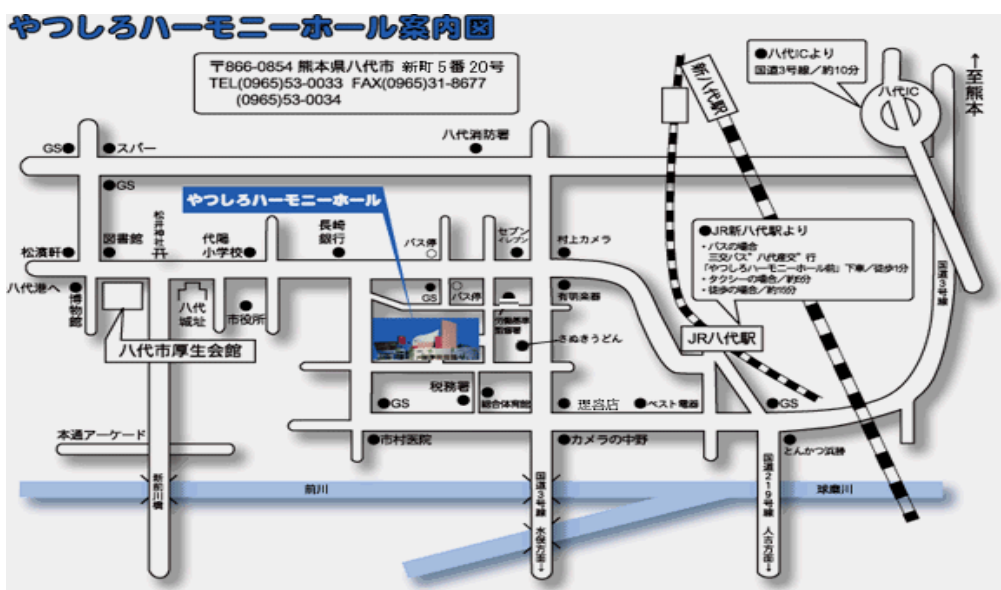 やつしろハーモニーホール案内図
〒866-0854 熊本県八代市 新町５番20号
TEL(0965)53-0033 FAX(0965)31-8677
(0965)53-0034
●八代ICより
国道3号線／約10分
八代IC
↑至熊本
新八代駅
八代消防署
GS
スパー
GS
やつしろハーモニーホール
松濱軒
図書館
松井神社
代陽
小学校
長崎
銀行
バス停
セブン
イレブン
村上カメラ
●JR新八代駅より
・バスの場合
三交バス”八代産交”行
「やつしろハーモニーホール前」下車／徒歩1分
・タクシーの場合／約5分
・徒歩の場合／約15分
国道3号線
八代港へ
博物館
八代
城址
市役所
GS
バス停
有明楽器
労働基準
監督署
さぬきうどん
八代市厚生会館
JR八代駅
税務署
GS
総合体育館
理容店
ベスト電器
GS
本通アーケード
市村医院
カメラの中野
とんかつ浜勝
新前川橋
前川
国道3号線 水俣方面→
国道219号線 人吉方面→
球磨川